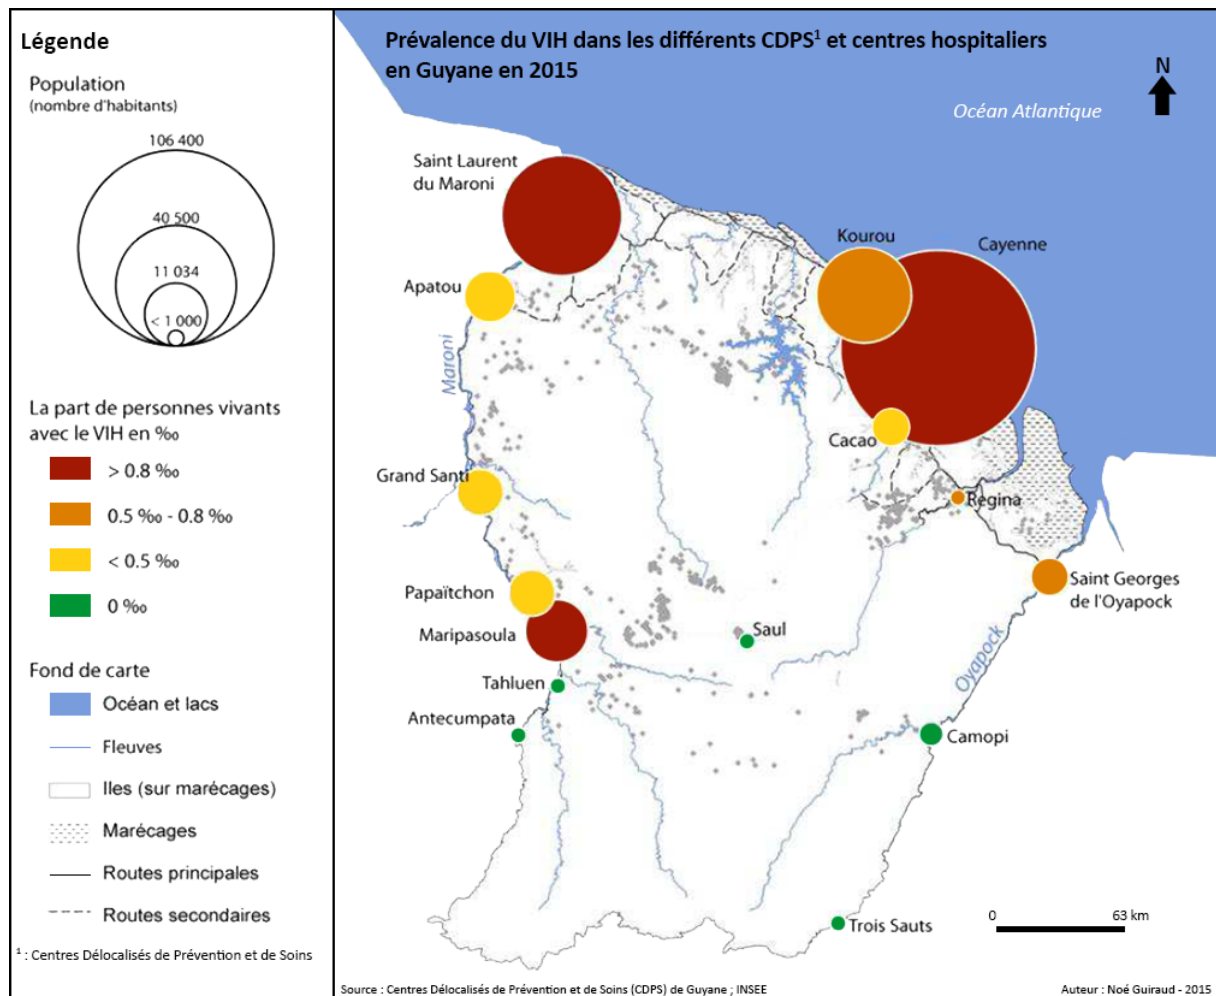 Légende
Population
(nombre d'habitants)
106 400
40 500
11 034
< 1 000
La part de personnes vivants
avec le VIH en ‰
> 0.8 ‰
0.5 ‰ - 0.8 ‰
< 0.5 ‰
0 ‰
Fond de carte
Océan et lacs
Fleuves
Iles (sur marécages)
Marécages
Routes principales
Routes secondaires
¹ : Centres Délocalisés de Prévention et de Soins
Prévalence du VIH dans les différents CDPS¹ et centres hospitaliers
en Guyane en 2015
N
Océan Atlantique
Saint Laurent
du Maroni
Kourou
Cayenne
Apatou
Maroni
Cacao
Grand Santi
Regina
Papaïtchon
Saint Georges
de l'Oyapock
Maripasoula
Saul
Oyapock
Tahluen
Antecumpata
Camopi
Trois Sauts
0 63 km
Source : Centres Délocalisés de Prévention et de Soins (CDPS) de Guyane ; INSEE
Auteur : Noé Guiraud - 2015